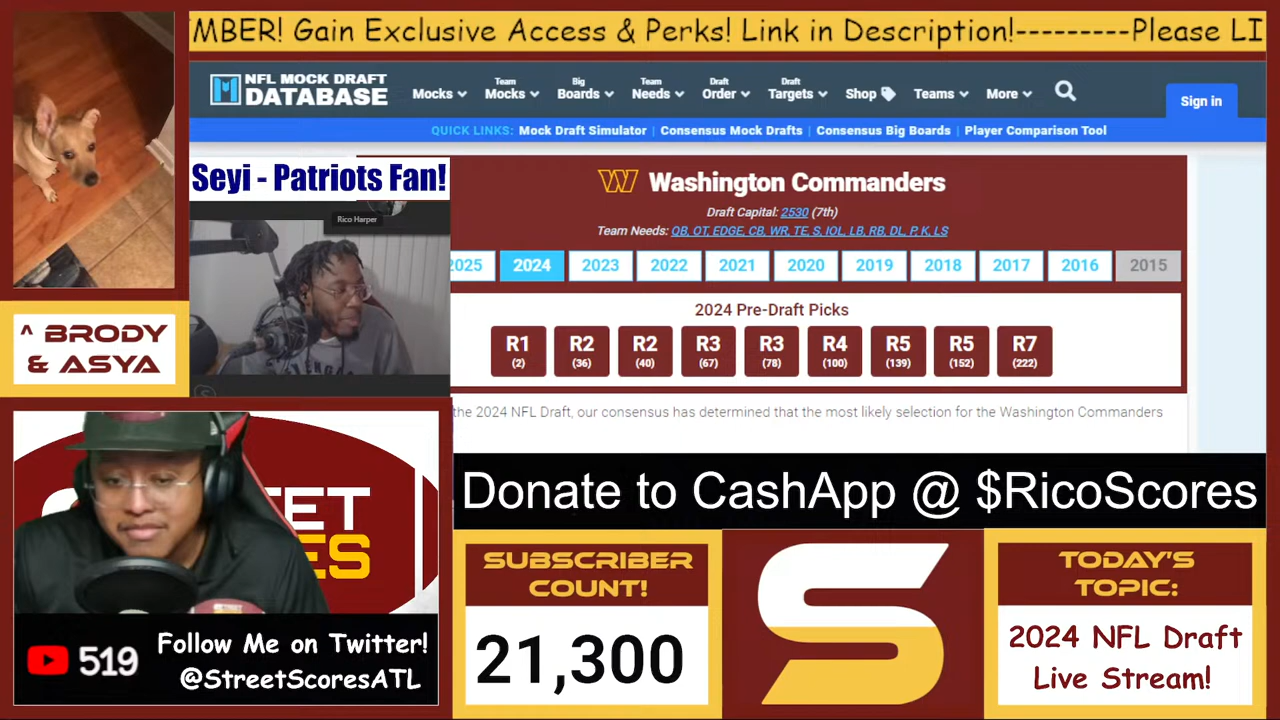 MBER! Gain Exclusive Access & Perks! Link in Description!---------Please LI
NFL MOCK DRAFT
DATABASE
Mocks
Team
Mocks
Big
Boards
Team
Needs
Draft
Order
Draft
Targets
Shop
Teams
More
Sign in
QUICK LINKS: Mock Draft Simulator | Consensus Mock Drafts | Consensus Big Boards | Player Comparison Tool
Seyi - Patriots Fan!
Rico Harper
W Washington Commanders
Draft Capital: 2530 (7th)
Team Needs: QB, OT, EDGE, CB, WR, TE, S, IOL, LB, RB, DL, P, K, LS
2025 2024 2023 2022 2021 2020 2019 2018 2017 2016 2015
2024 Pre-Draft Picks
R1 R2 R2 R3 R3 R4 R5 R5 R7
(2) (36) (40) (67) (78) (100) (139) (152) (222)
the 2024 NFL Draft, our consensus has determined that the most likely selection for the Washington Commanders
^ BRODY
& ASYA
Donate to CashApp @ $RicoScores
519
Follow Me on Twitter!
@StreetScoresATL
SUBSCRIBER
COUNT!
21,300
S
TODAY'S
TOPIC:
2024 NFL Draft
Live Stream!